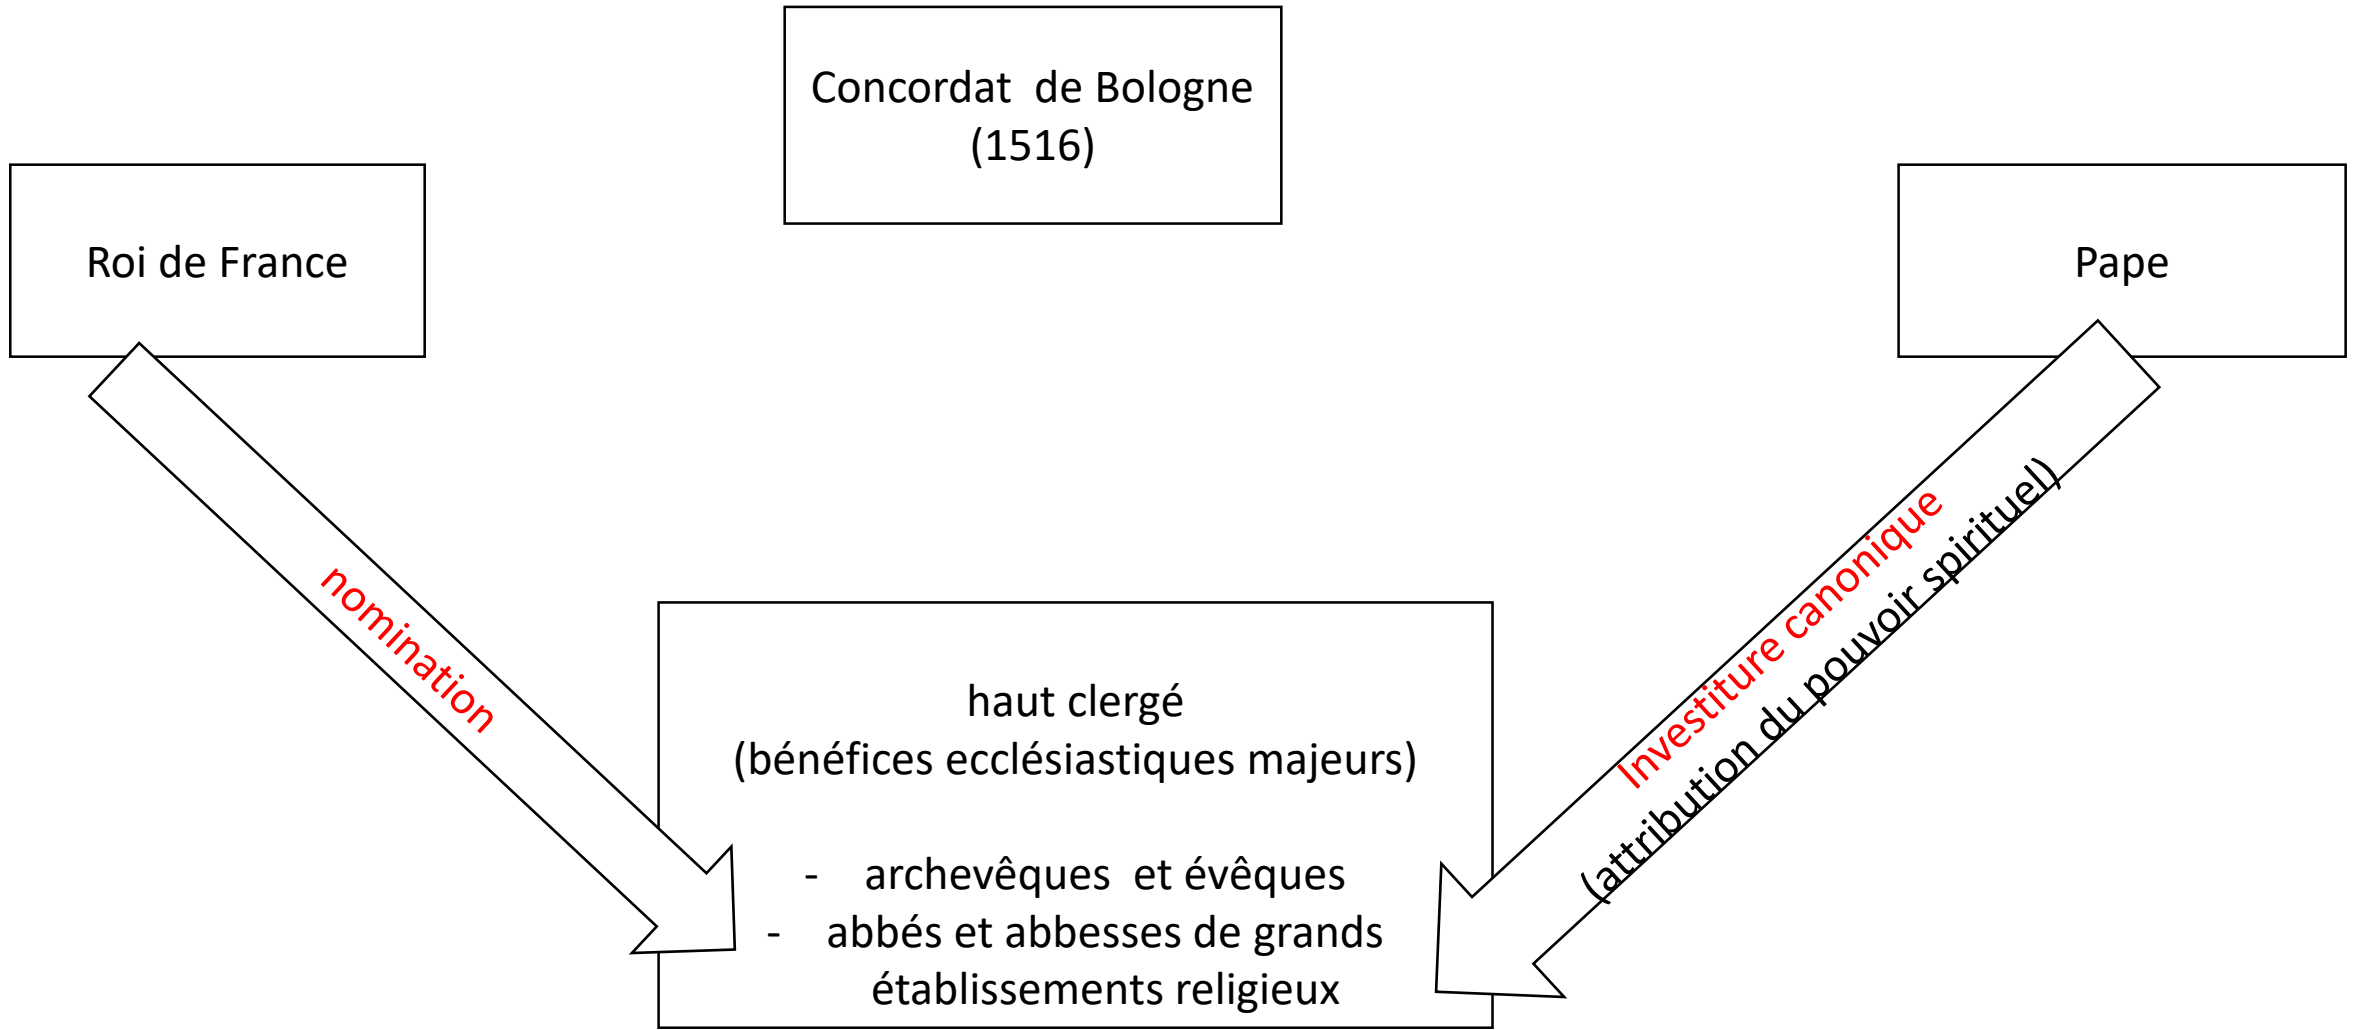 Concordat de Bologne
(1516)
Roi de France
Pape
nomination
Investiture canonique
(attribution du pouvoir spirituel)
haut clergé
(bénéfices ecclésiastiques majeurs)
- archevêques et évêques
- abbés et abbesses de grands
établissements religieux